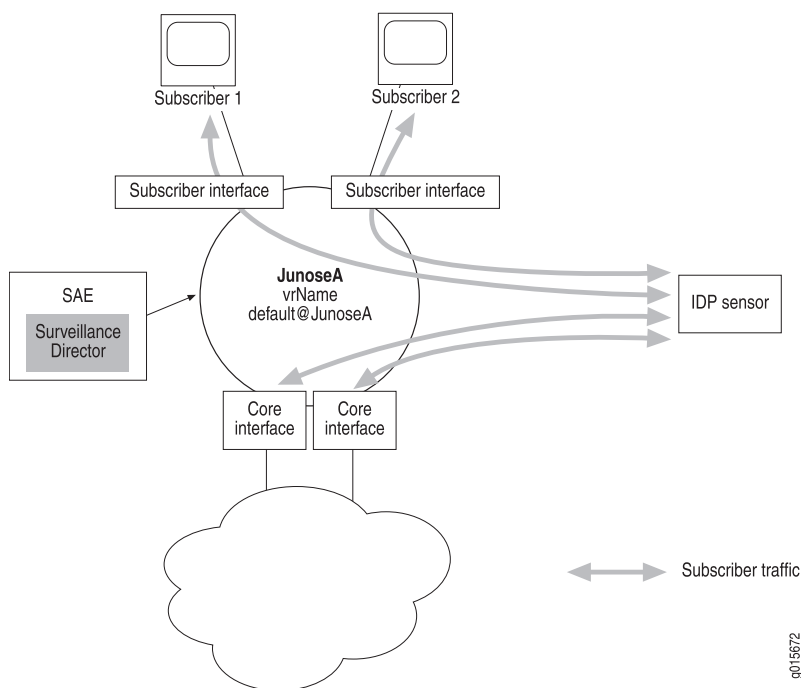 Subscriber 1
Subscriber 2
Subscriber interface
Subscriber interface
JunoseA
vrName
default@JunoseA
SAE
Surveillance
Director
IDP sensor
Core
interface
Core
interface
Subscriber traffic
g015672